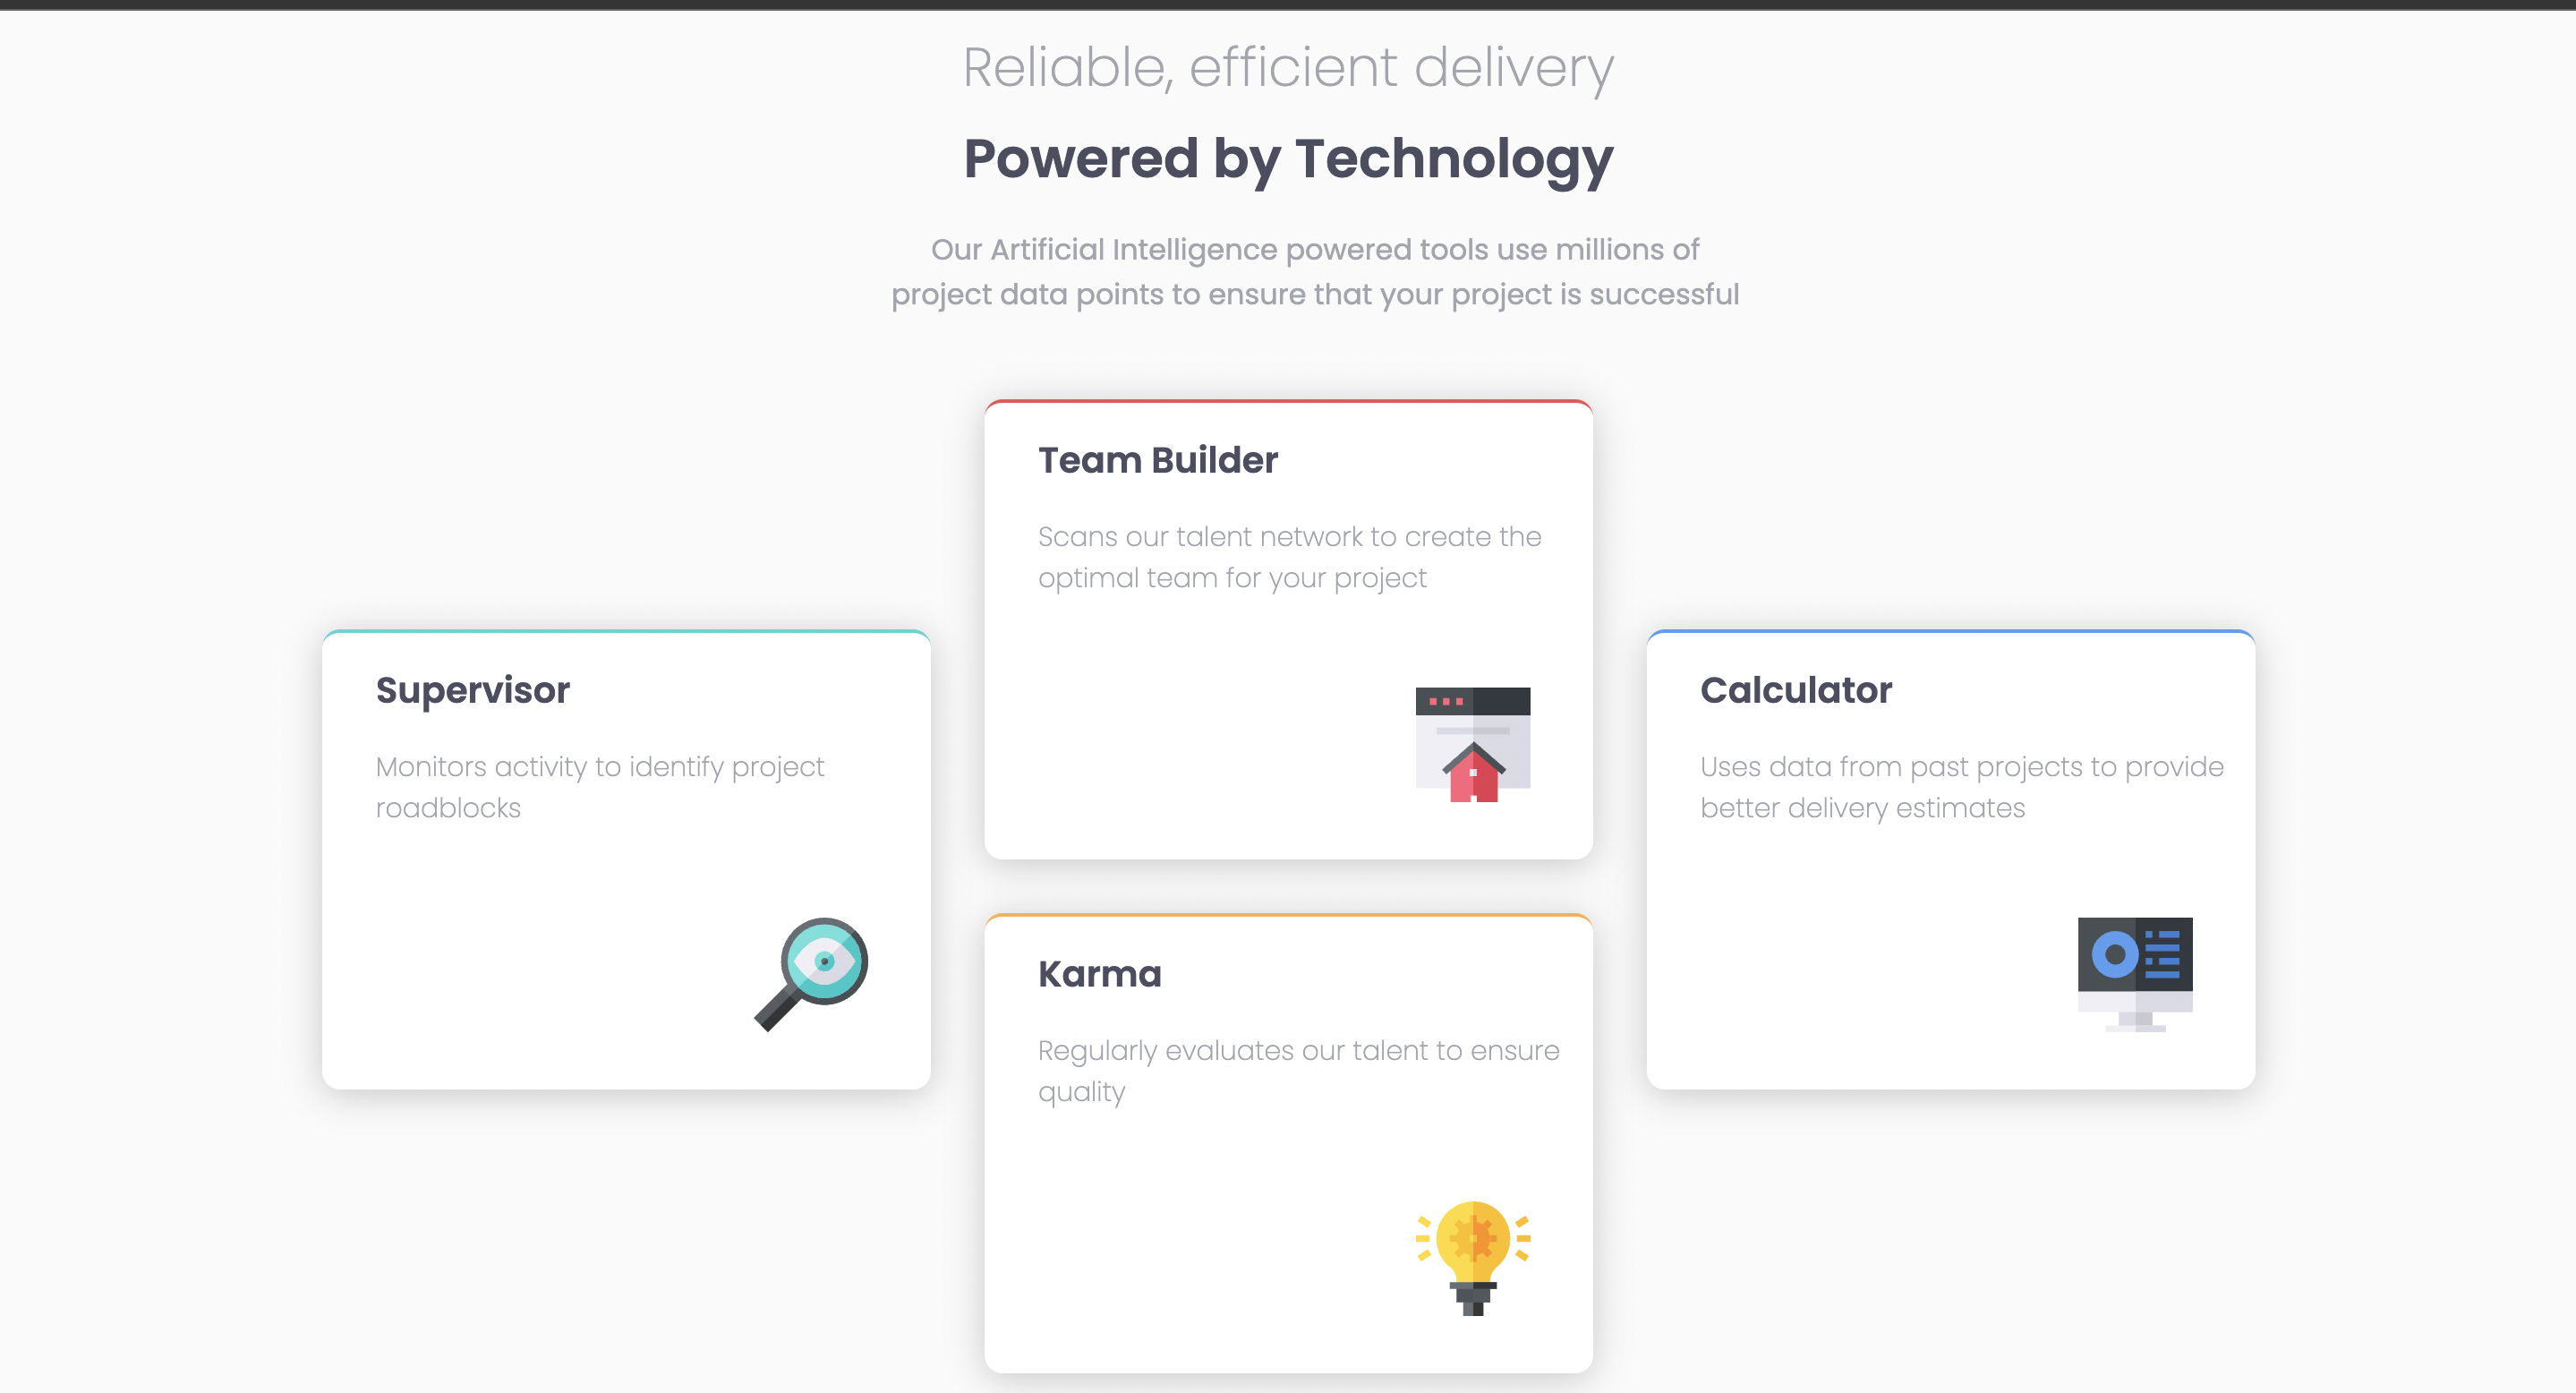 Reliable, efficient delivery
Powered by Technology
Our Artificial Intelligence powered tools use millions of
project data points to ensure that your project is successful
Team Builder
Scans our talent network to create the
optimal team for your project
Supervisor
Monitors activity to identify project
roadblocks
Calculator
Uses data from past projects to provide
better delivery estimates
Karma
Regularly evaluates our talent to ensure
quality